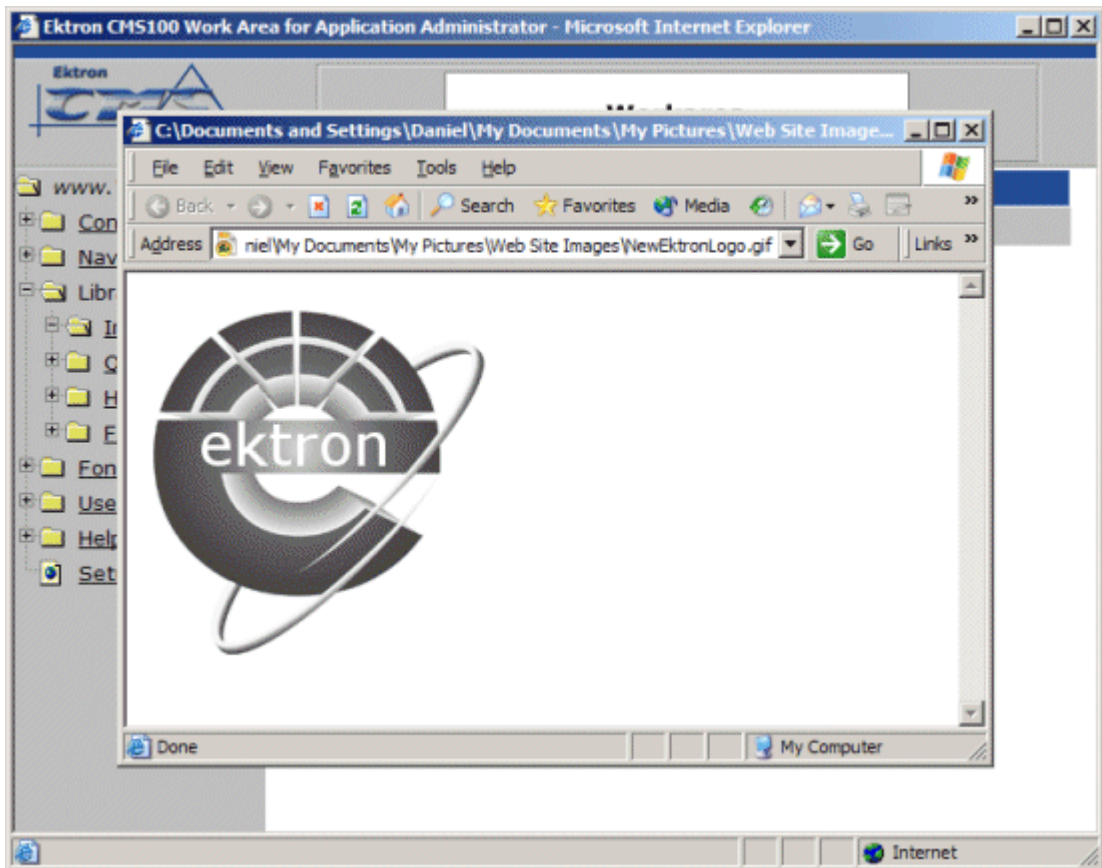 Ektron CMS100 Work Area for Application Administrator - Microsoft Internet Explorer
Ektron
C:\Documents and Settings\Daniel\My Documents\My Pictures\Web Site Image...
File Edit View Favorites Tools Help
Back Search Favorites Media
Address niel\My Documents\My Pictures\Web Site Images\NewEktronLogo.gif Go Links
www.
Con
Nav
Libr
Q
H
Fon
Use
Help
Set
ektron
Done My Computer
Internet